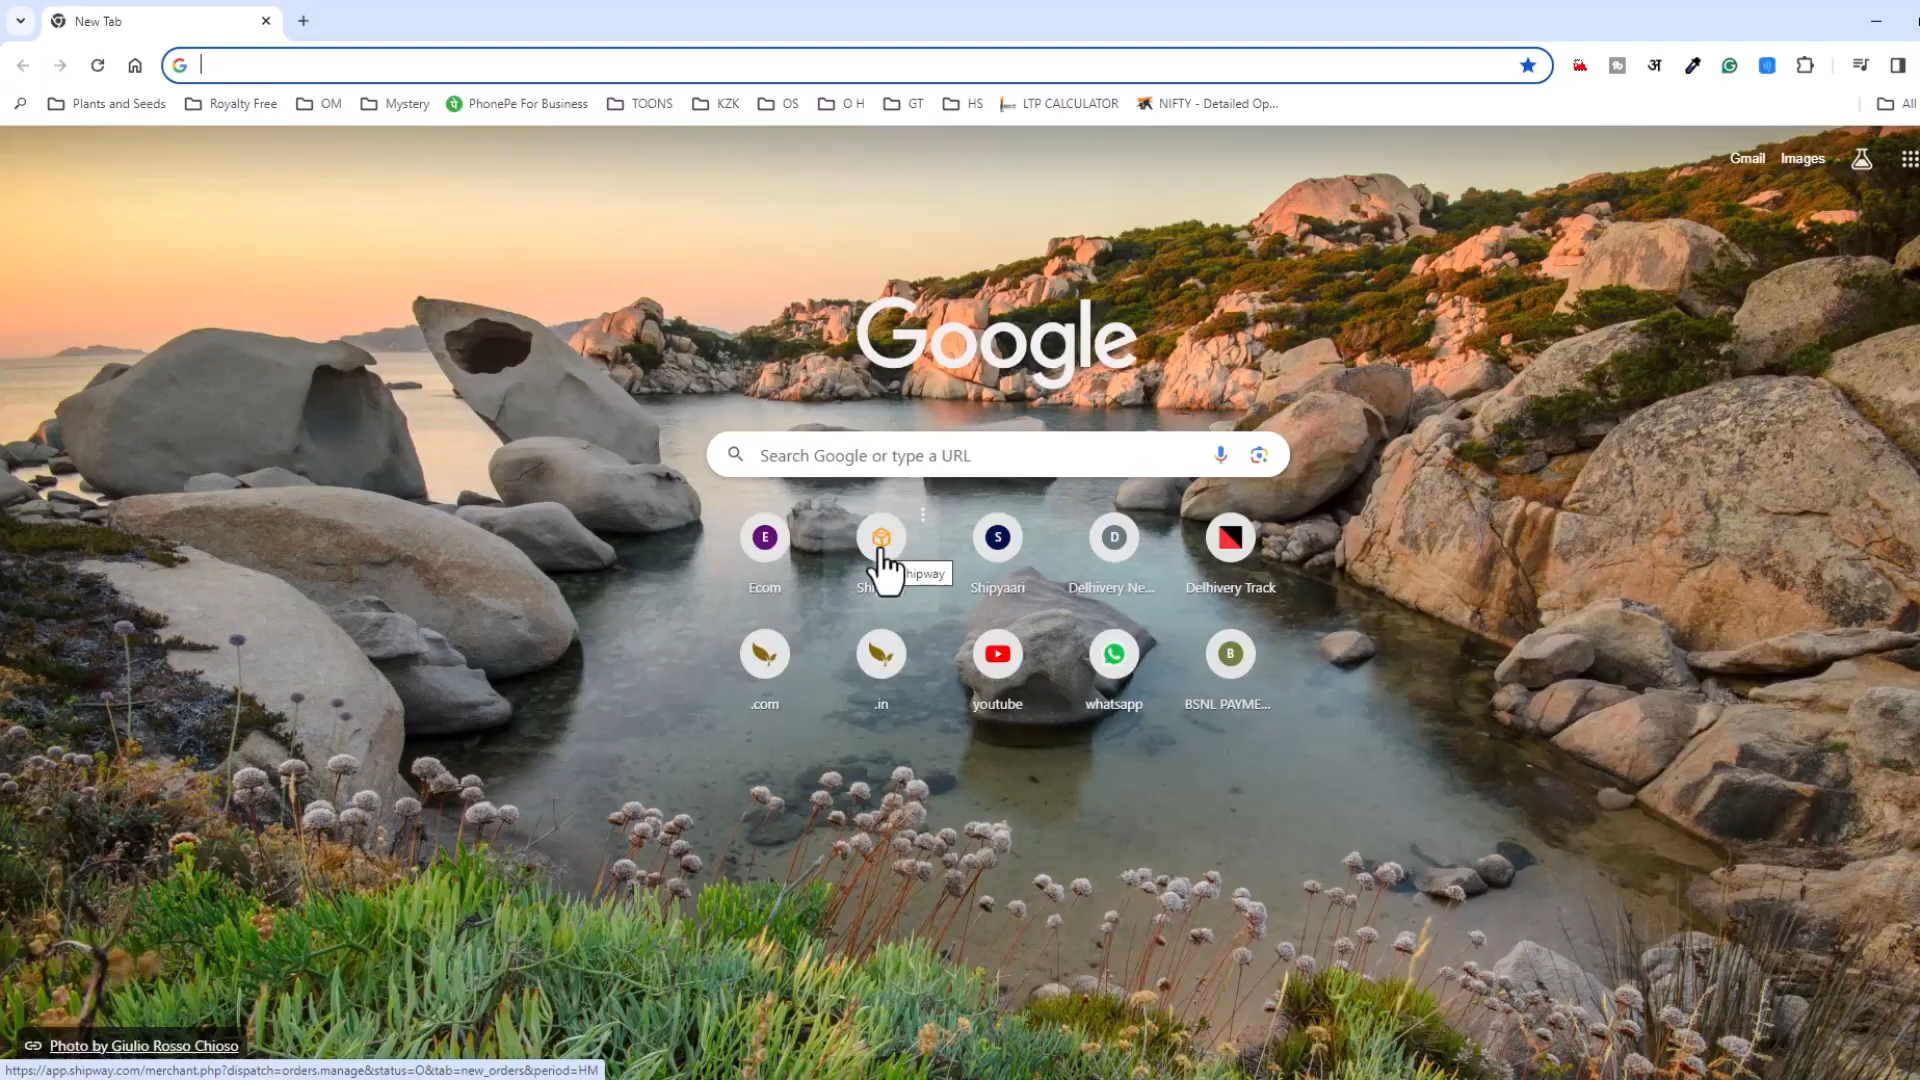 New Tab
Plants and Seeds Royalty Free OM Mystery PhonePe For Business TOONS KZK OS O H GT HS LTP CALCULATOR NIFTY - Detailed Op... All
Gmail Images
Google
Search Google or type a URL
E S D
hipway
Ecom Shi Shipyaari Delhivery Ne... Delhivery Track
B
.com .in youtube whatsapp BSNL PAYME...
Photo by Giulio Rosso Chioso
https://app.shipway.com/merchant.php?dispatch=orders.manage&status=O&tab=new_orders&period=HM